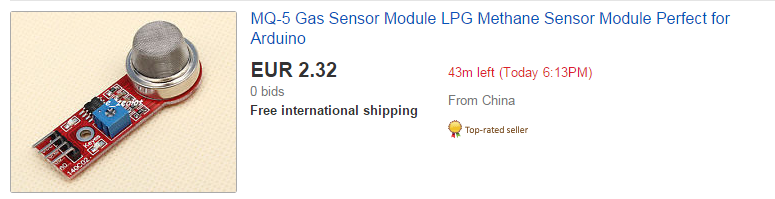 MQ-5 Gas Sensor Module LPG Methane Sensor Module Perfect for
Arduino
EUR 2.32
43m left (Today 6:13PM)
0 bids
From China
Free international shipping
Top-rated seller
140C02